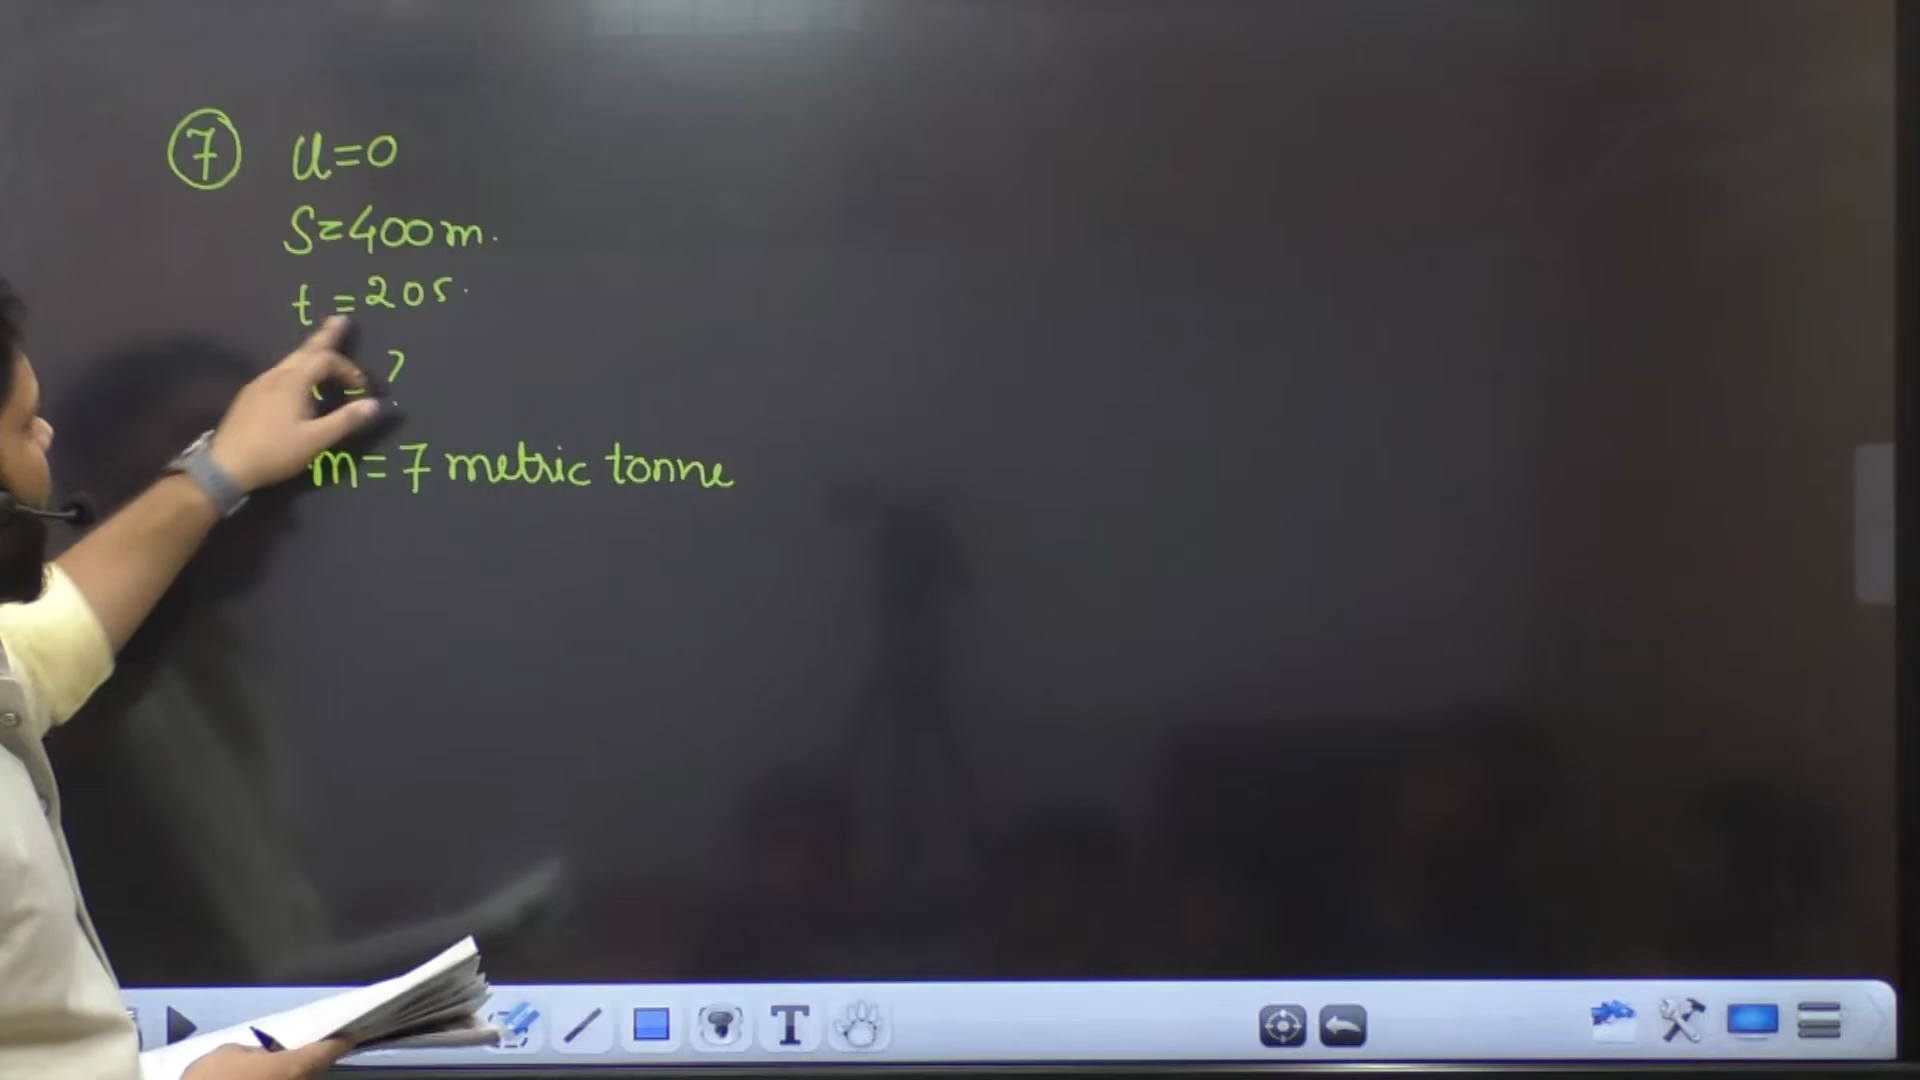 7 u=0
S=400m.
t=20s.
= ?
m=7 metric tonne
T